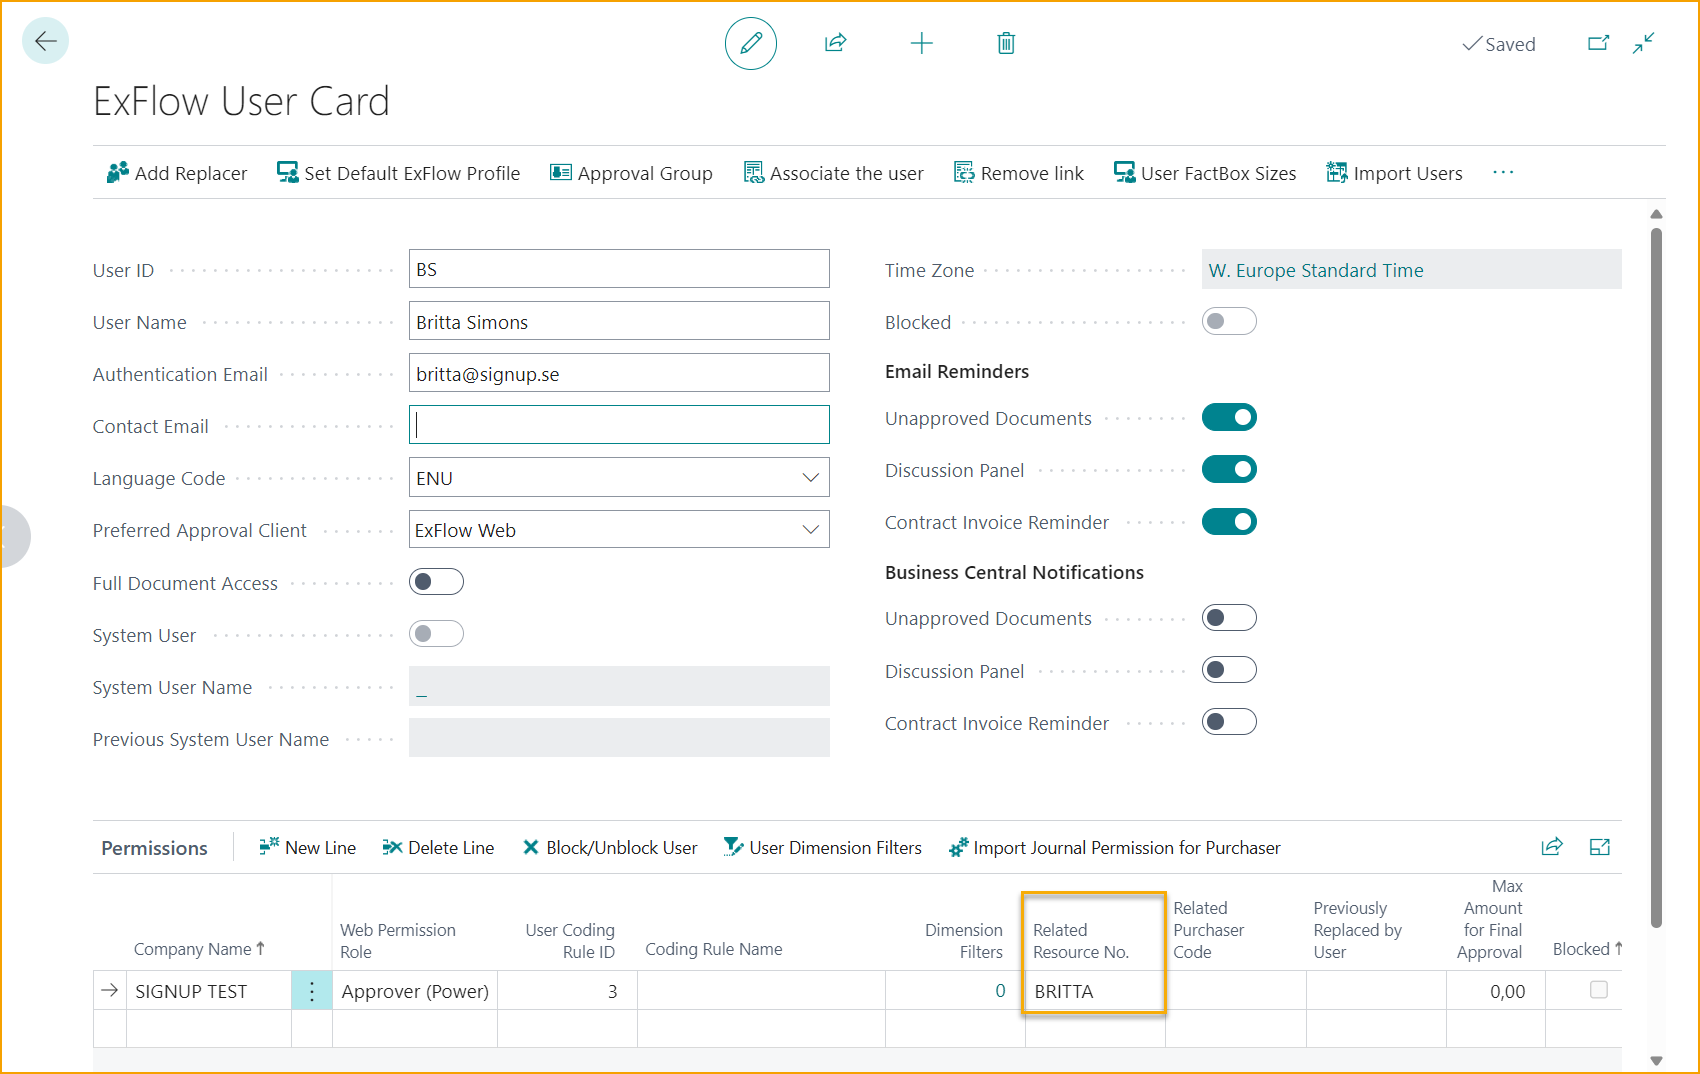 Saved
ExFlow User Card
Add Replacer Set Default ExFlow Profile Approval Group Associate the user Remove link User FactBox Sizes Import Users ...
User ID BS
User Name Britta Simons
Authentication Email britta@signup.se
Contact Email
Language Code ENU
Preferred Approval Client ExFlow Web
Full Document Access
System User
System User Name _
Previous System User Name
Time Zone W. Europe Standard Time
Blocked
Email Reminders
Unapproved Documents
Discussion Panel
Contract Invoice Reminder
Business Central Notifications
Unapproved Documents
Discussion Panel
Contract Invoice Reminder
Permissions New Line Delete Line Block/Unblock User User Dimension Filters Import Journal Permission for Purchaser
Company Name ↑ Web Permission Role User Coding Rule ID Coding Rule Name Dimension Filters Related Resource No. Related Purchaser Code Previously Replaced by User Max Amount for Final Approval Blocked ↑
SIGNUP TEST Approver (Power) 3 0 BRITTA 0,00